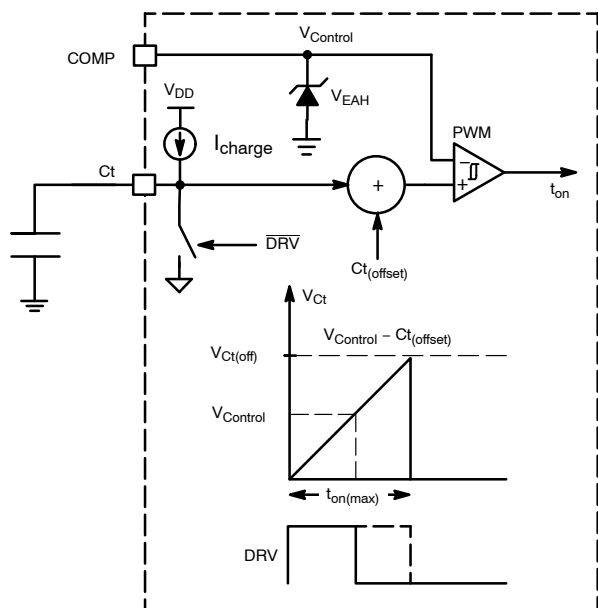 V_Control
COMP
V_DD
V_EAH
PWM
I_charge
Ct
+
−
+
t_on
DRV
Ct_(offset)
V_Ct
V_Control − Ct_(offset)
V_Ct(off)
V_Control
t_on(max)
DRV